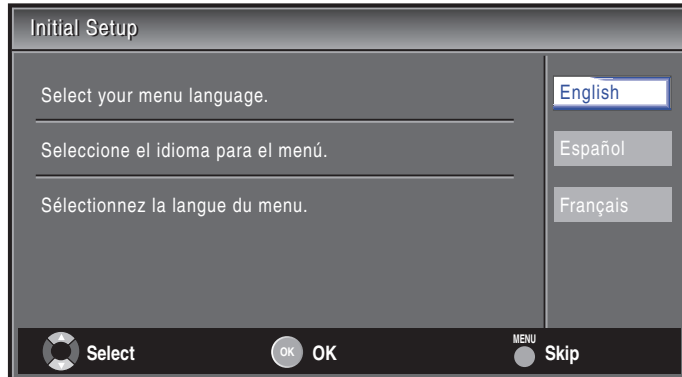 Initial Setup
Select your menu language.
English
Seleccione el idioma para el menú.
Español
Sélectionnez la langue du menu.
Français
Select
OK OK
MENU Skip